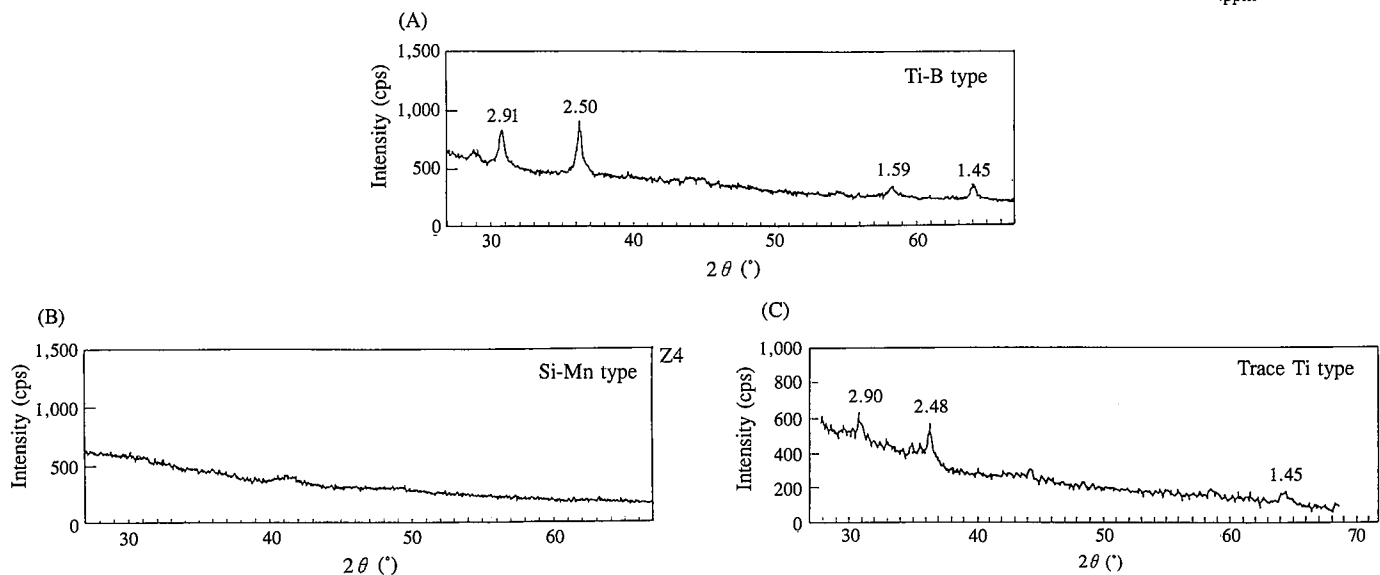 ppm
(A)
Ti-B type
1,500
1,000
500
0
Intensity (cps)
2.91
2.50
1.59
1.45
30
40
50
60
2θ (°)
(B)
Si-Mn type
Z4
1,500
1,000
500
0
Intensity (cps)
30
40
50
60
2θ (°)
(C)
Trace Ti type
1,000
800
600
400
200
0
Intensity (cps)
2.90
2.48
1.45
30
40
50
60
70
2θ (°)